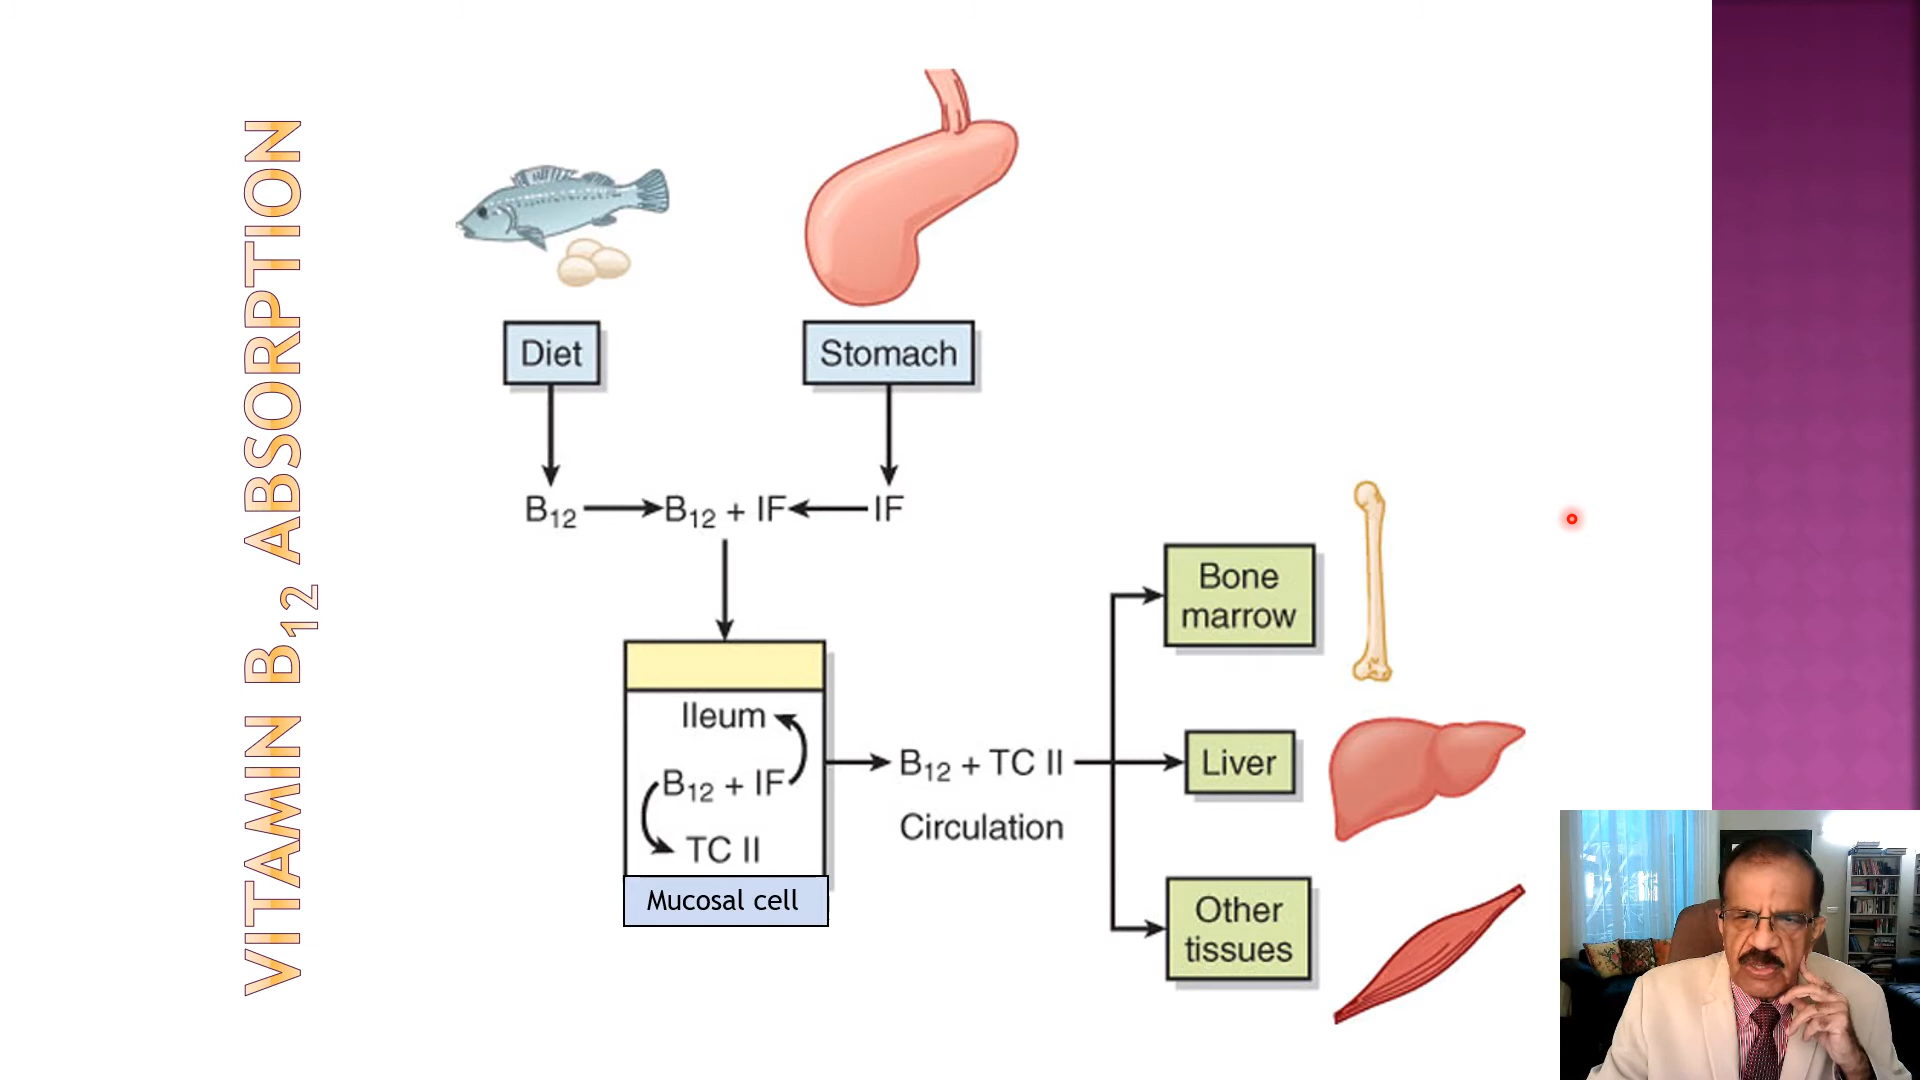 VITAMIN B12 ABSORPTION
Diet
Stomach
B12
B12 + IF
IF
Ileum
B12 + IF
TC II
Mucosal cell
B12 + TC II
Circulation
Bone
marrow
Liver
Other
tissues